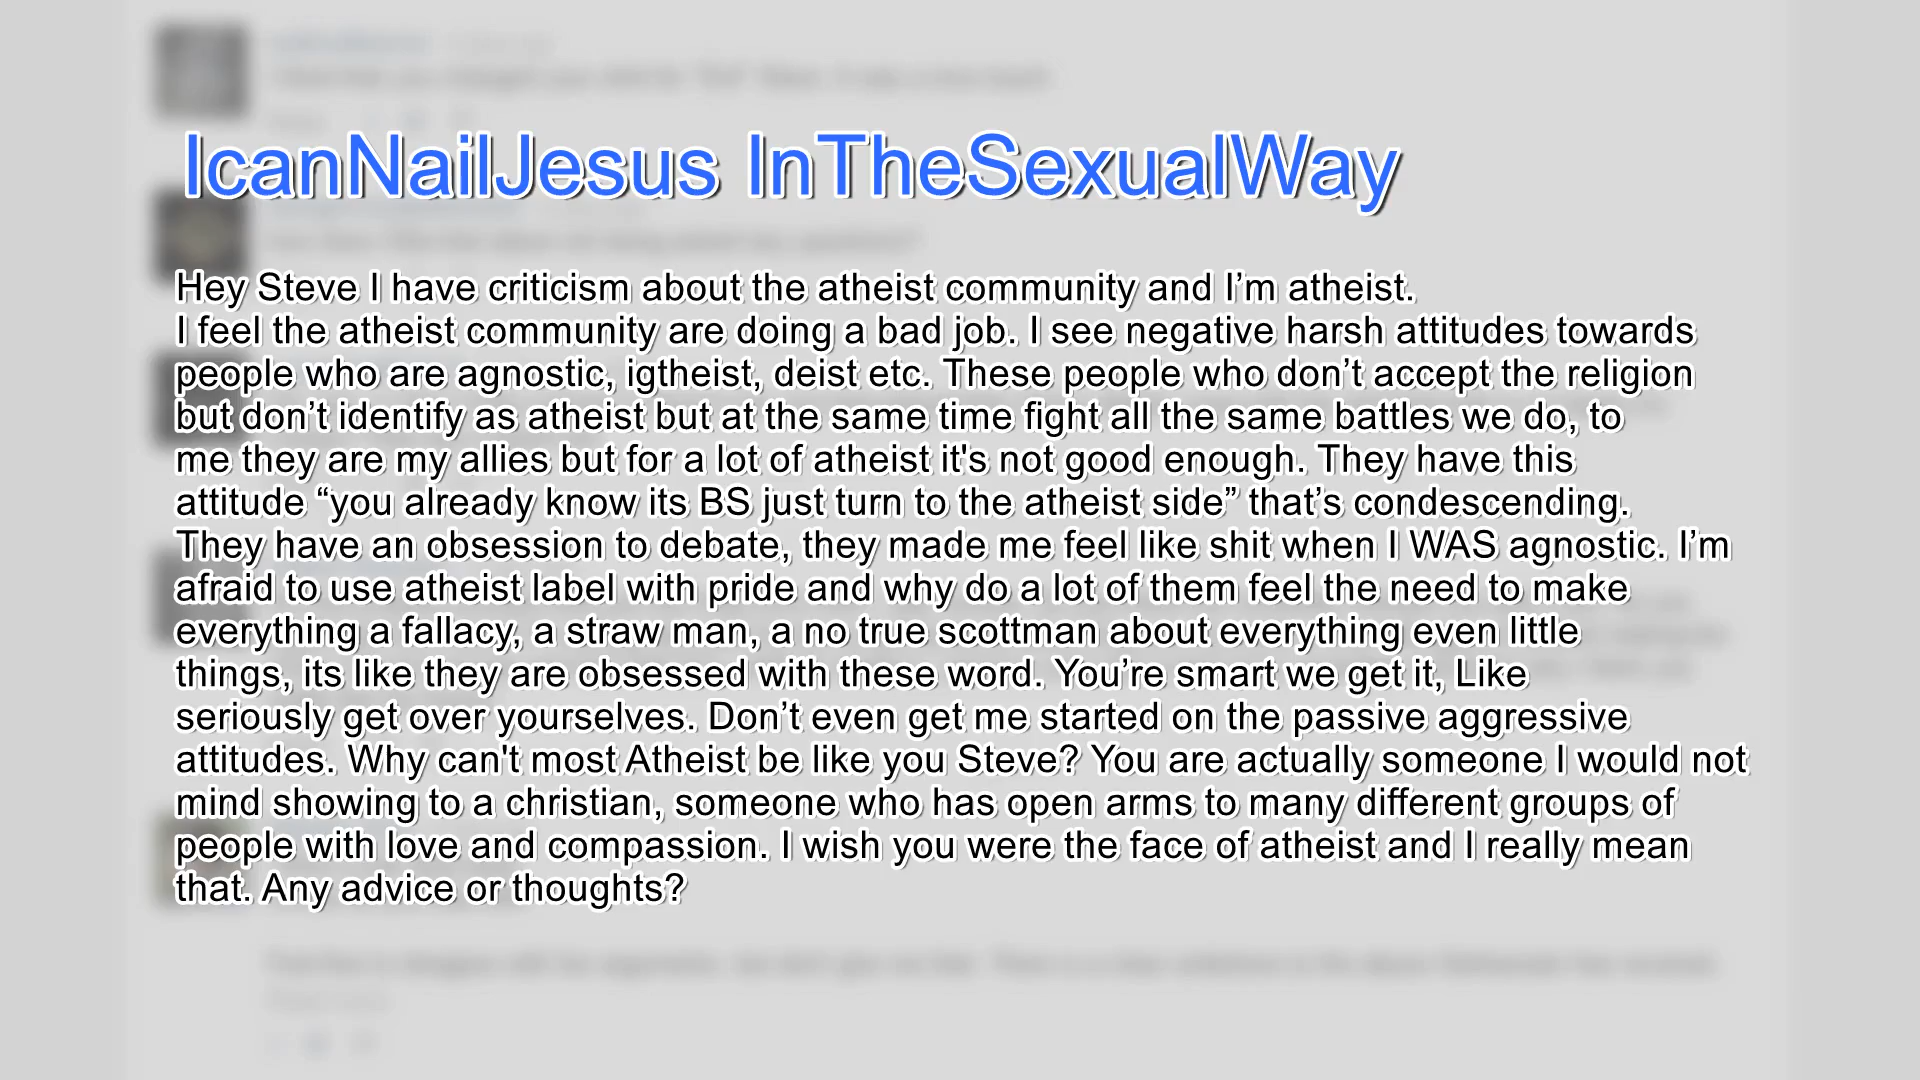 IcanNailJesus InTheSexualWay
Hey Steve I have criticism about the atheist community and I’m atheist.
I feel the atheist community are doing a bad job. I see negative harsh attitudes towards
people who are agnostic, igtheist, deist etc. These people who don’t accept the religion
but don’t identify as atheist but at the same time fight all the same battles we do, to
me they are my allies but for a lot of atheist it's not good enough. They have this
attitude “you already know its BS just turn to the atheist side” that’s condescending.
They have an obsession to debate, they made me feel like shit when I WAS agnostic. I’m
afraid to use atheist label with pride and why do a lot of them feel the need to make
everything a fallacy, a straw man, a no true scottman about everything even little
things, its like they are obsessed with these word. You’re smart we get it, Like
seriously get over yourselves. Don’t even get me started on the passive aggressive
attitudes. Why can't most Atheist be like you Steve? You are actually someone I would not
mind showing to a christian, someone who has open arms to many different groups of
people with love and compassion. I wish you were the face of atheist and I really mean
that. Any advice or thoughts?